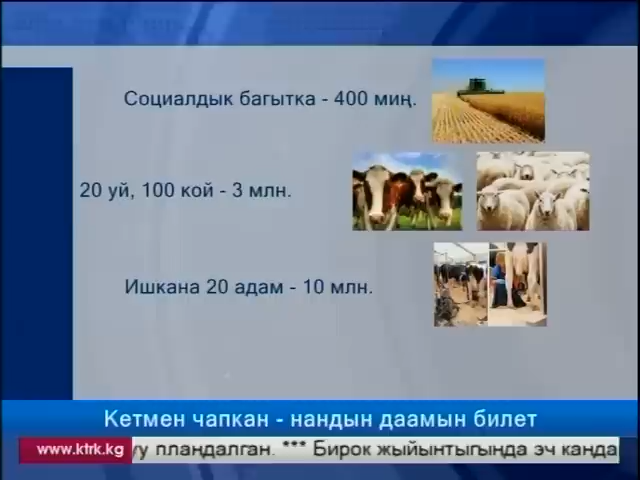 Социалдык багытка - 400 миң.
20 уй, 100 кой - 3 млн.
Ишкана 20 адам - 10 млн.
Кетмен чапкан - нандын даамын билет
www.ktrk.kg уу пландалган. *** Бирок жыйынтыгында эч канда